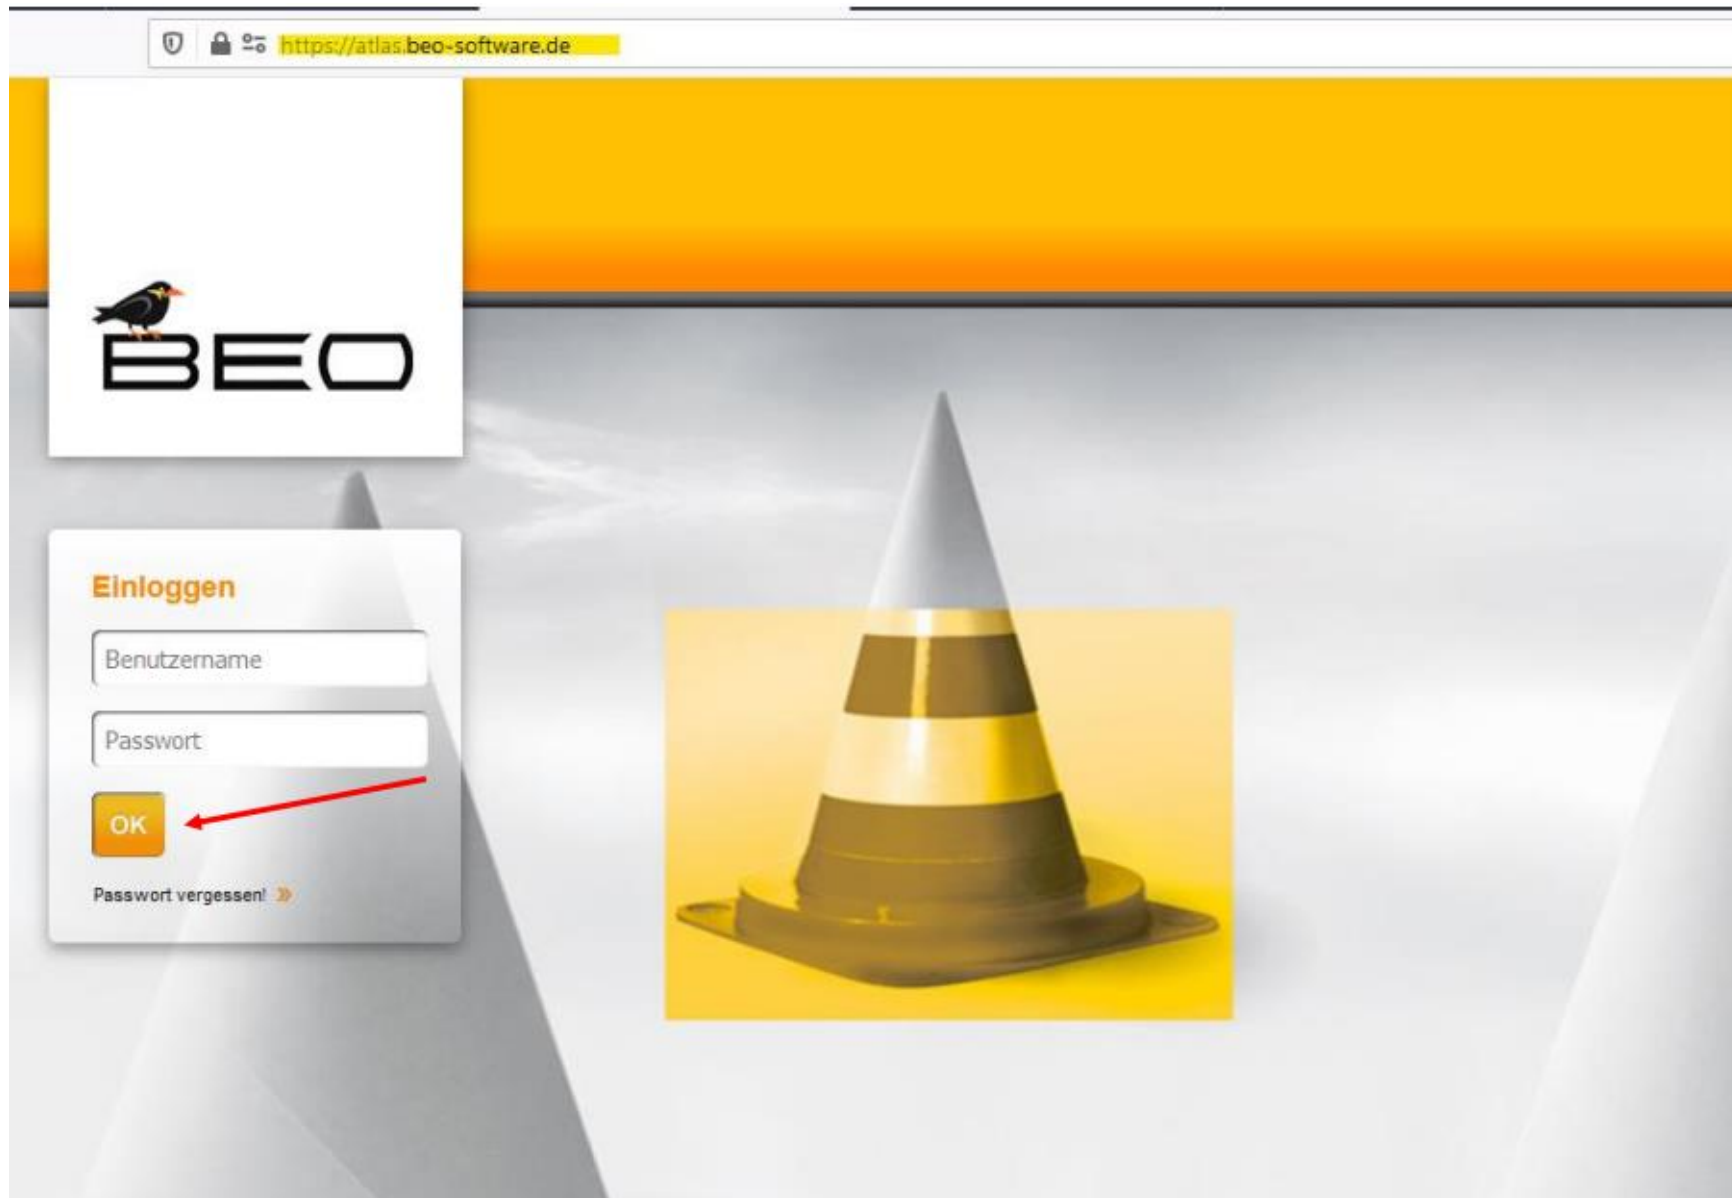 https://atlas.beo-software.de
BEO
Einloggen
Benutzername
Passwort
OK
Passwort vergessen! »